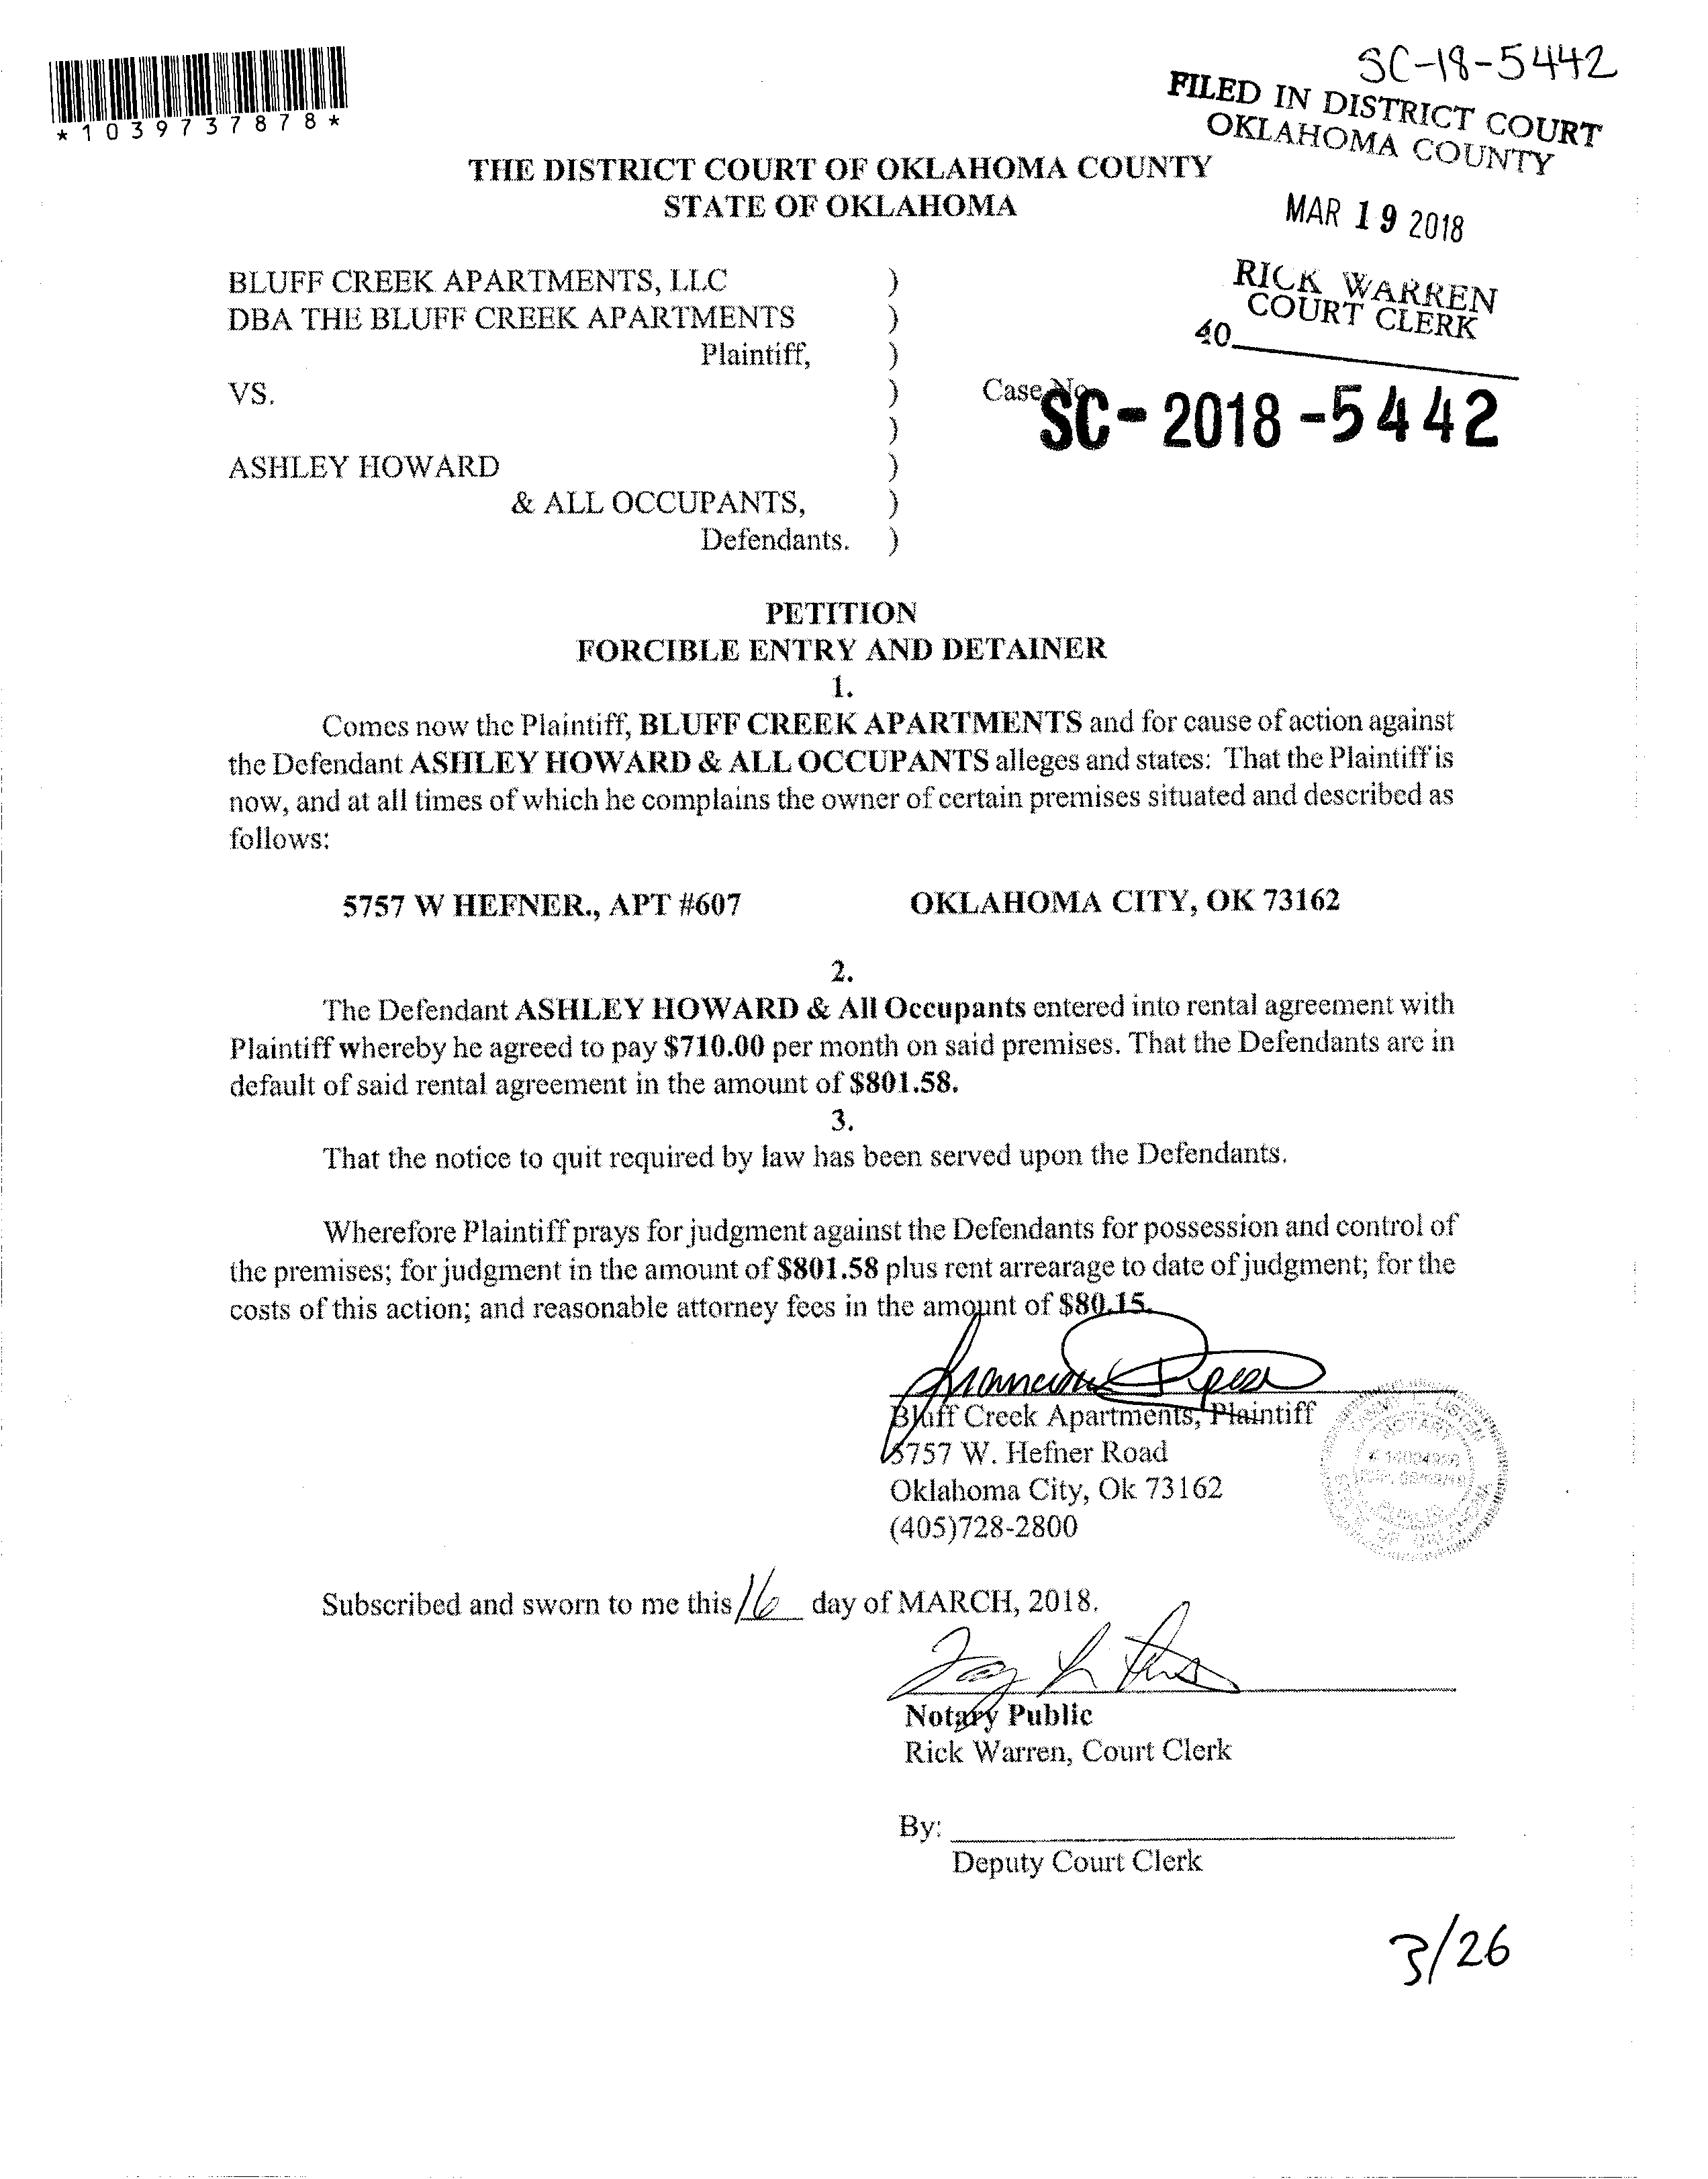 SC-18-5442
*1039737878*
FILED IN DISTRICT COURT
OKLAHOMA COUNTY
THE DISTRICT COURT OF OKLAHOMA COUNTY
STATE OF OKLAHOMA
MAR 19 2018
RICK WARREN
COURT CLERK
40
BLUFF CREEK APARTMENTS, LLC )
DBA THE BLUFF CREEK APARTMENTS )
Plaintiff, )
VS. ) Case No.
SC-2018-5442
)
ASHLEY HOWARD )
& ALL OCCUPANTS, )
Defendants. )
PETITION
FORCIBLE ENTRY AND DETAINER
1.
Comes now the Plaintiff, BLUFF CREEK APARTMENTS and for cause of action against
the Defendant ASHLEY HOWARD & ALL OCCUPANTS alleges and states: That the Plaintiff is
now, and at all times of which he complains the owner of certain premises situated and described as
follows:
5757 W HEFNER., APT #607 OKLAHOMA CITY, OK 73162
2.
The Defendant ASHLEY HOWARD & All Occupants entered into rental agreement with
Plaintiff whereby he agreed to pay $710.00 per month on said premises. That the Defendants are in
default of said rental agreement in the amount of $801.58.
3.
That the notice to quit required by law has been served upon the Defendants.
Wherefore Plaintiff prays for judgment against the Defendants for possession and control of
the premises; for judgment in the amount of $801.58 plus rent arrearage to date of judgment; for the
costs of this action; and reasonable attorney fees in the amount of $80.15.
Bluff Creek Apartments, Plaintiff
5757 W. Hefner Road
Oklahoma City, Ok 73162
(405)728-2800
NOTARY
Subscribed and sworn to me this 16 day of MARCH, 2018.
Notary Public
Rick Warren, Court Clerk
By:
Deputy Court Clerk
3/26